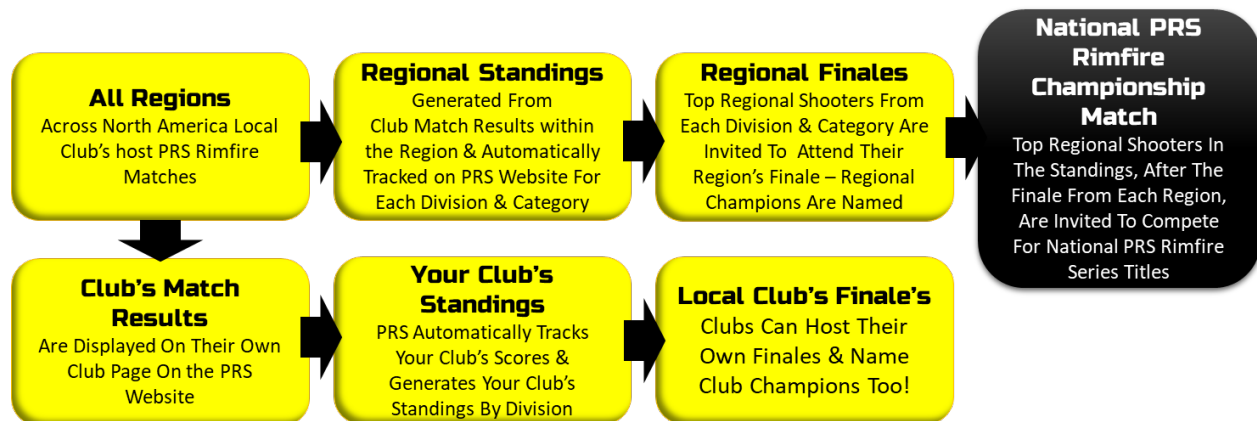 All Regions
Across North America Local
Club's host PRS Rimfire
Matches
Regional Standings
Generated From
Club Match Results within
the Region & Automatically
Tracked on PRS Website For
Each Division & Category
Regional Finales
Top Regional Shooters From
Each Division & Category Are
Invited To Attend Their
Region's Finale – Regional
Champions Are Named
National PRS
Rimfire
Championship
Match
Top Regional Shooters In
The Standings, After The
Finale From Each Region,
Are Invited To Compete
For National PRS Rimfire
Series Titles
Club's Match
Results
Are Displayed On Their Own
Club Page On the PRS
Website
Your Club's
Standings
PRS Automatically Tracks
Your Club's Scores &
Generates Your Club's
Standings By Division
Local Club's Finale's
Clubs Can Host Their
Own Finales & Name
Club Champions Too!